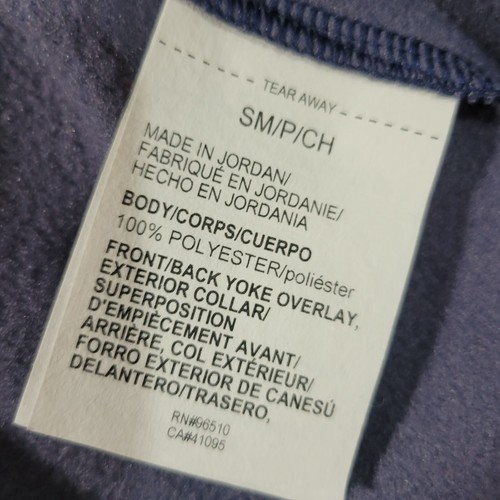 TEAR AWAY
SM/P/CH
MADE IN JORDAN/
FABRIQUÉ EN JORDANIE/
HECHO EN JORDANIA
BODY/CORPS/CUERPO
100% POLYESTER/poliéster
FRONT/BACK YOKE OVERLAY,
EXTERIOR COLLAR/
SUPERPOSITION
D'EMPIÈCEMENT AVANT/
ARRIÈRE, COL EXTÉRIEUR/
FORRO EXTERIOR DE CANESÚ
DELANTERO/TRASERO,
RN#96510
CA#41095